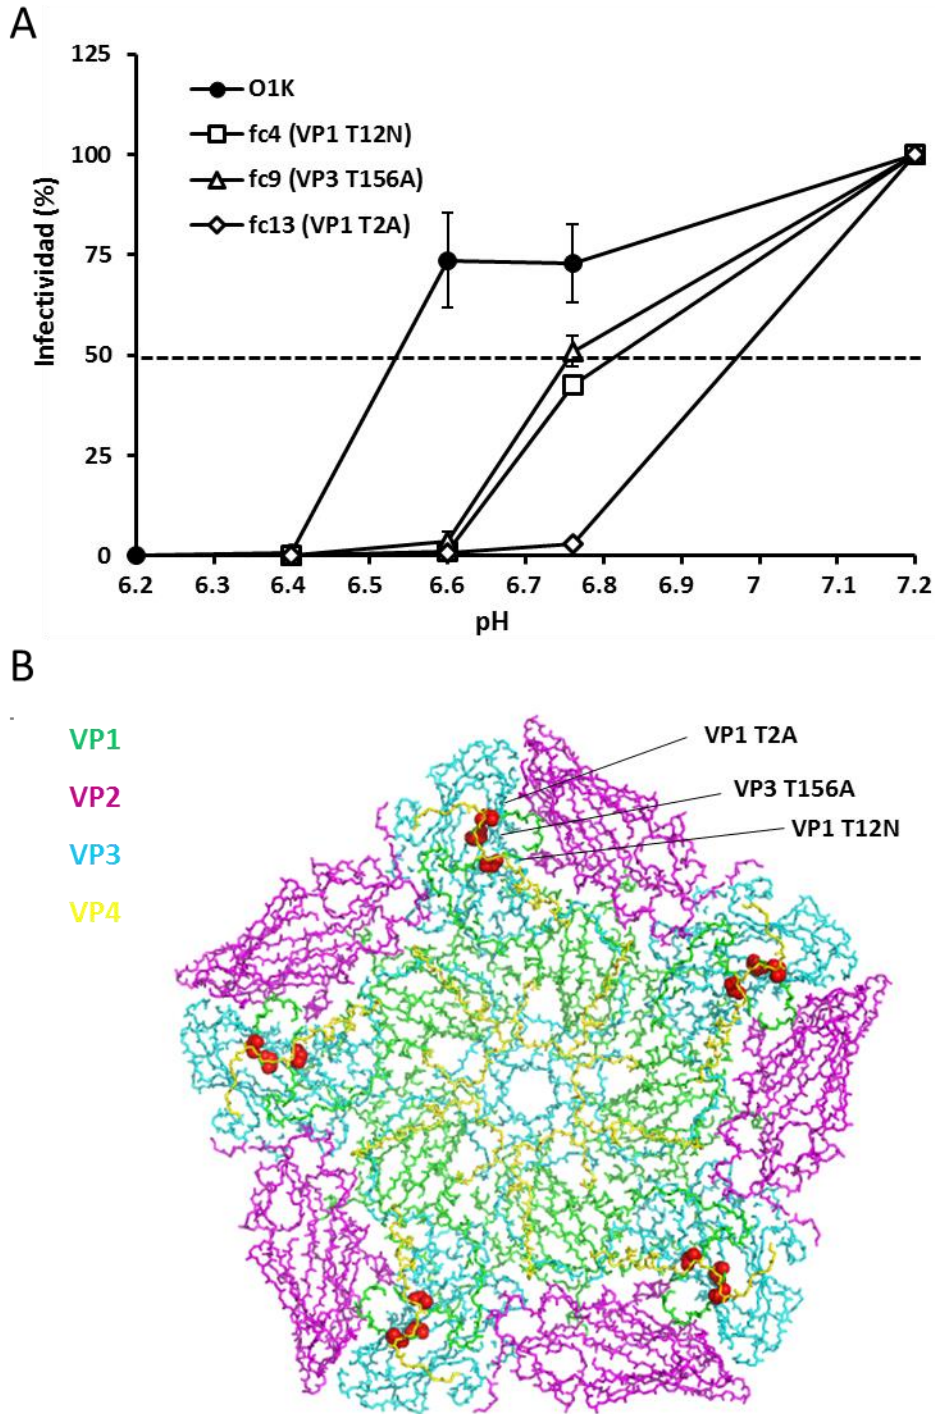 A
125
100
75
50
25
0
Infectividad (%)
O1K
fc4 (VP1 T12N)
fc9 (VP3 T156A)
fc13 (VP1 T2A)
6.2 6.3 6.4 6.5 6.6 6.7 6.8 6.9 7 7.1 7.2
pH
B
VP1
VP2
VP3
VP4
VP1 T2A
VP3 T156A
VP1 T12N